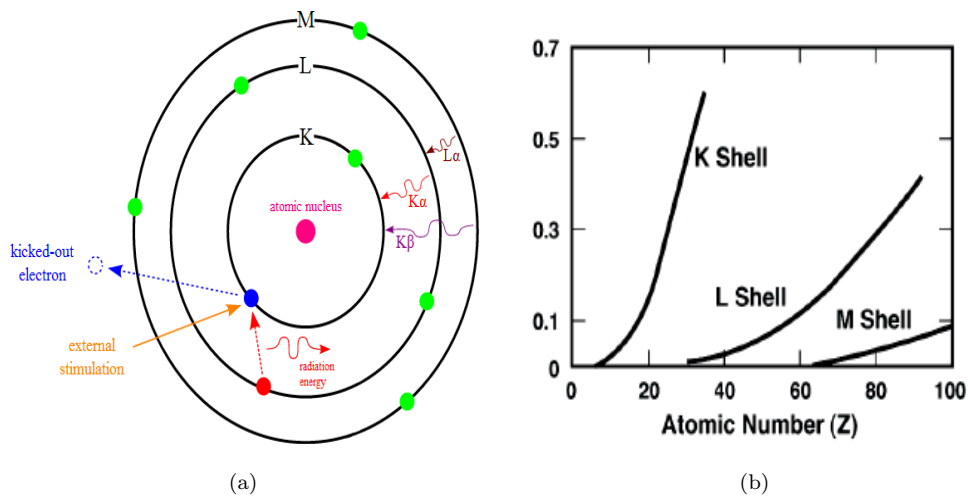 M
L
K
Lα
Kα
atomic nucleus
Kβ
kicked-out
electron
external
stimulation
radiation
energy
(a)
0.7
0.5
0.3
0.1
0
K Shell
L Shell
M Shell
0 20 40 60 80 100
Atomic Number (Z)
(b)